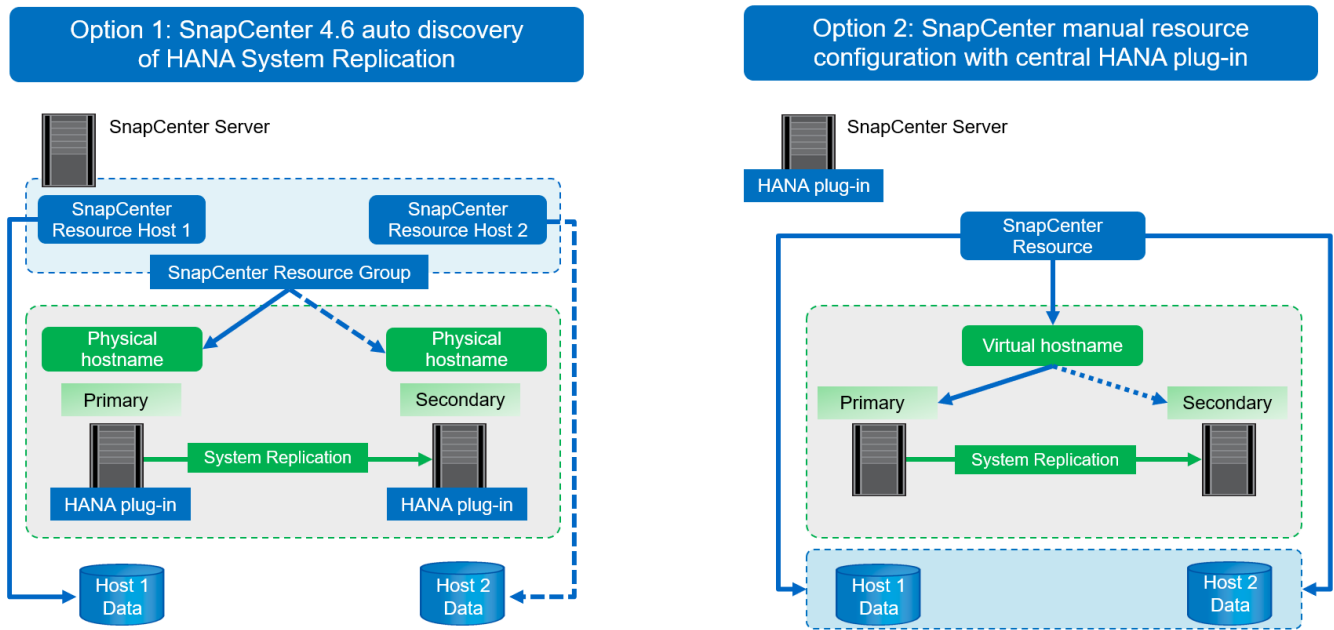 Option 1: SnapCenter 4.6 auto discovery
of HANA System Replication
SnapCenter Server
SnapCenter
Resource Host 1
SnapCenter
Resource Host 2
SnapCenter Resource Group
Physical
hostname
Physical
hostname
Primary
Secondary
System Replication
HANA plug-in
HANA plug-in
Host 1
Data
Host 2
Data
Option 2: SnapCenter manual resource
configuration with central HANA plug-in
SnapCenter Server
HANA plug-in
SnapCenter
Resource
Virtual hostname
Primary
Secondary
System Replication
Host 1
Data
Host 2
Data